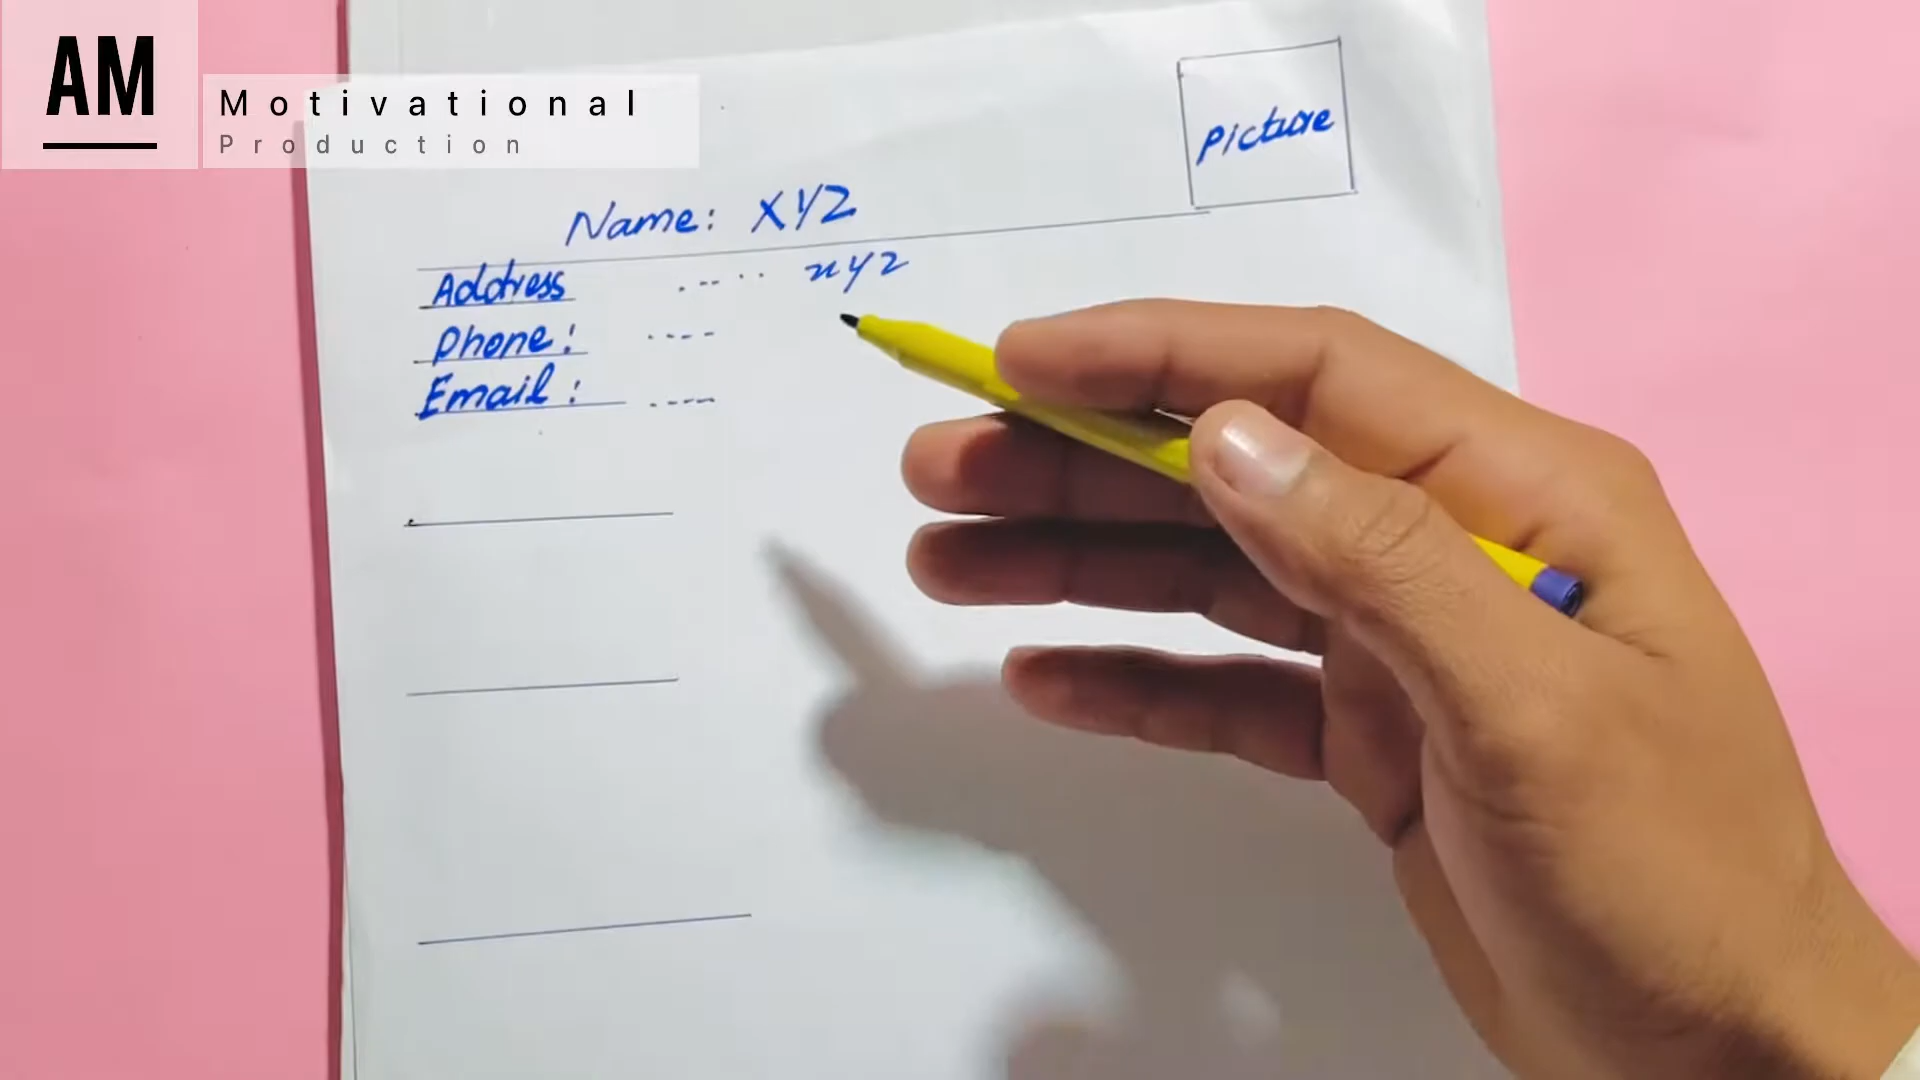 AM
Motivational
Production
Picture
Name: XYZ
Address ..... xyz
Phone: ....
Email: ....